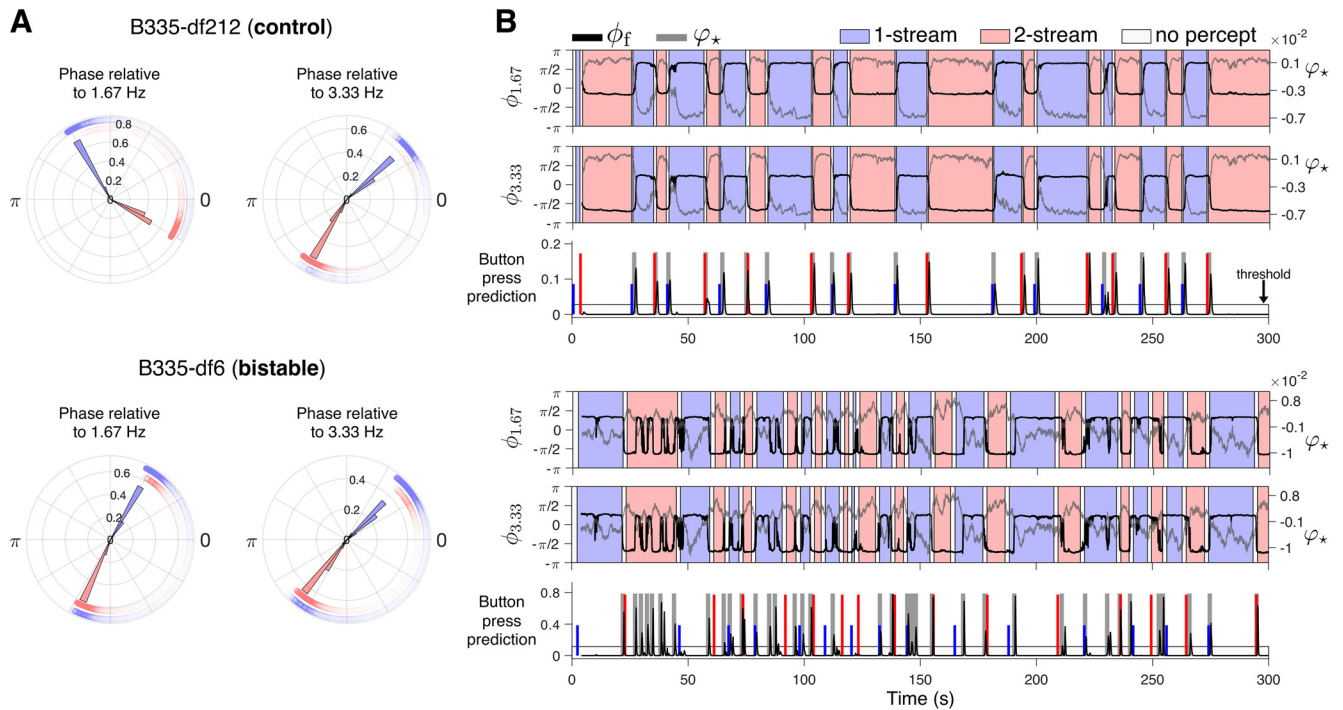 A
B335-df212 (control)
Phase relative
to 1.67 Hz
0.8
0.6
0.4
0.2
0
π
0
Phase relative
to 3.33 Hz
0.6
0.4
0.2
0
π
0
B335-df6 (bistable)
Phase relative
to 1.67 Hz
0.6
0.4
0.2
0
π
0
Phase relative
to 3.33 Hz
0.4
0.2
0
π
0
B
ϕf φ⋆ 1-stream 2-stream no percept
×10⁻²
ϕ1.67
π
π/2
0
-π/2
-π
0.1
-0.3
-0.7
φ⋆
ϕ3.33
π
π/2
0
-π/2
-π
0.1
-0.3
-0.7
φ⋆
Button
press
prediction
0.2
0.1
0
threshold
0 50 100 150 200 250 300
×10⁻²
ϕ1.67
π
π/2
0
-π/2
-π
0.8
-0.1
-1
φ⋆
ϕ3.33
π
π/2
0
-π/2
-π
0.8
-0.1
-1
φ⋆
Button
press
prediction
0.8
0.4
0
0 50 100 150 200 250 300
Time (s)